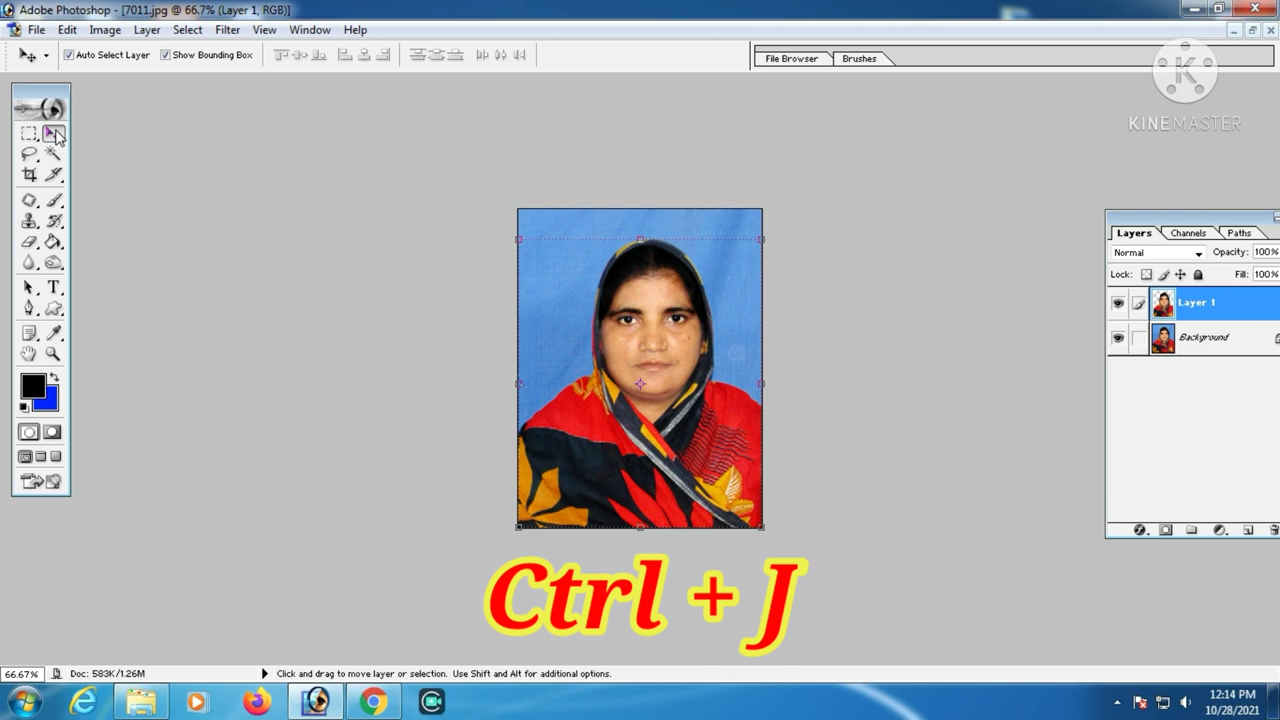 Adobe Photoshop - [7011.jpg @ 66.7% (Layer 1, RGB)]
File Edit Image Layer Select Filter View Window Help
Auto Select Layer Show Bounding Box File Browser Brushes
KINEMASTER
Layers Channels Paths
Normal Opacity: 100%
Lock: Fill: 100%
Layer 1
Background
Ctrl + J
66.67% Doc: 583K/1.26M Click and drag to move layer or selection. Use Shift and Alt for additional options.
12:14 PM
10/28/2021